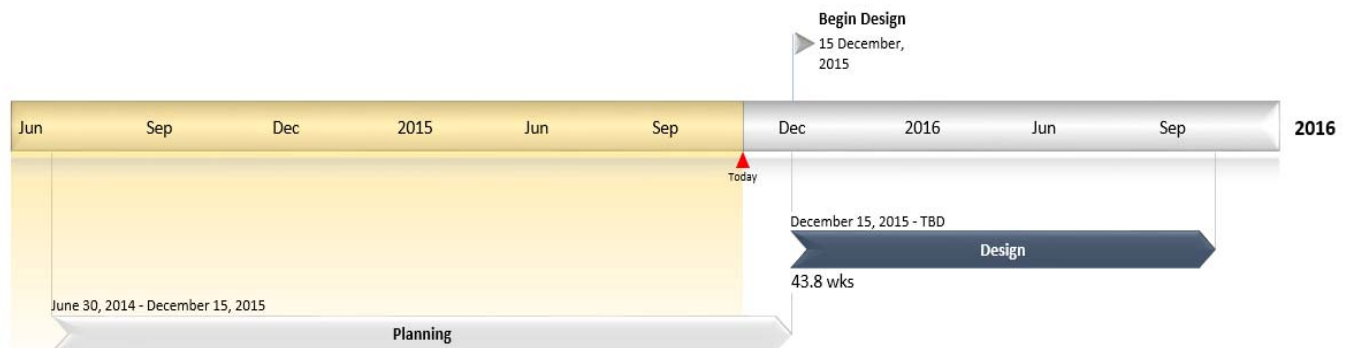 Begin Design
15 December,
2015
Jun Sep Dec 2015 Jun Sep Dec 2016 Jun Sep 2016
Today
December 15, 2015 - TBD
Design
43.8 wks
June 30, 2014 - December 15, 2015
Planning